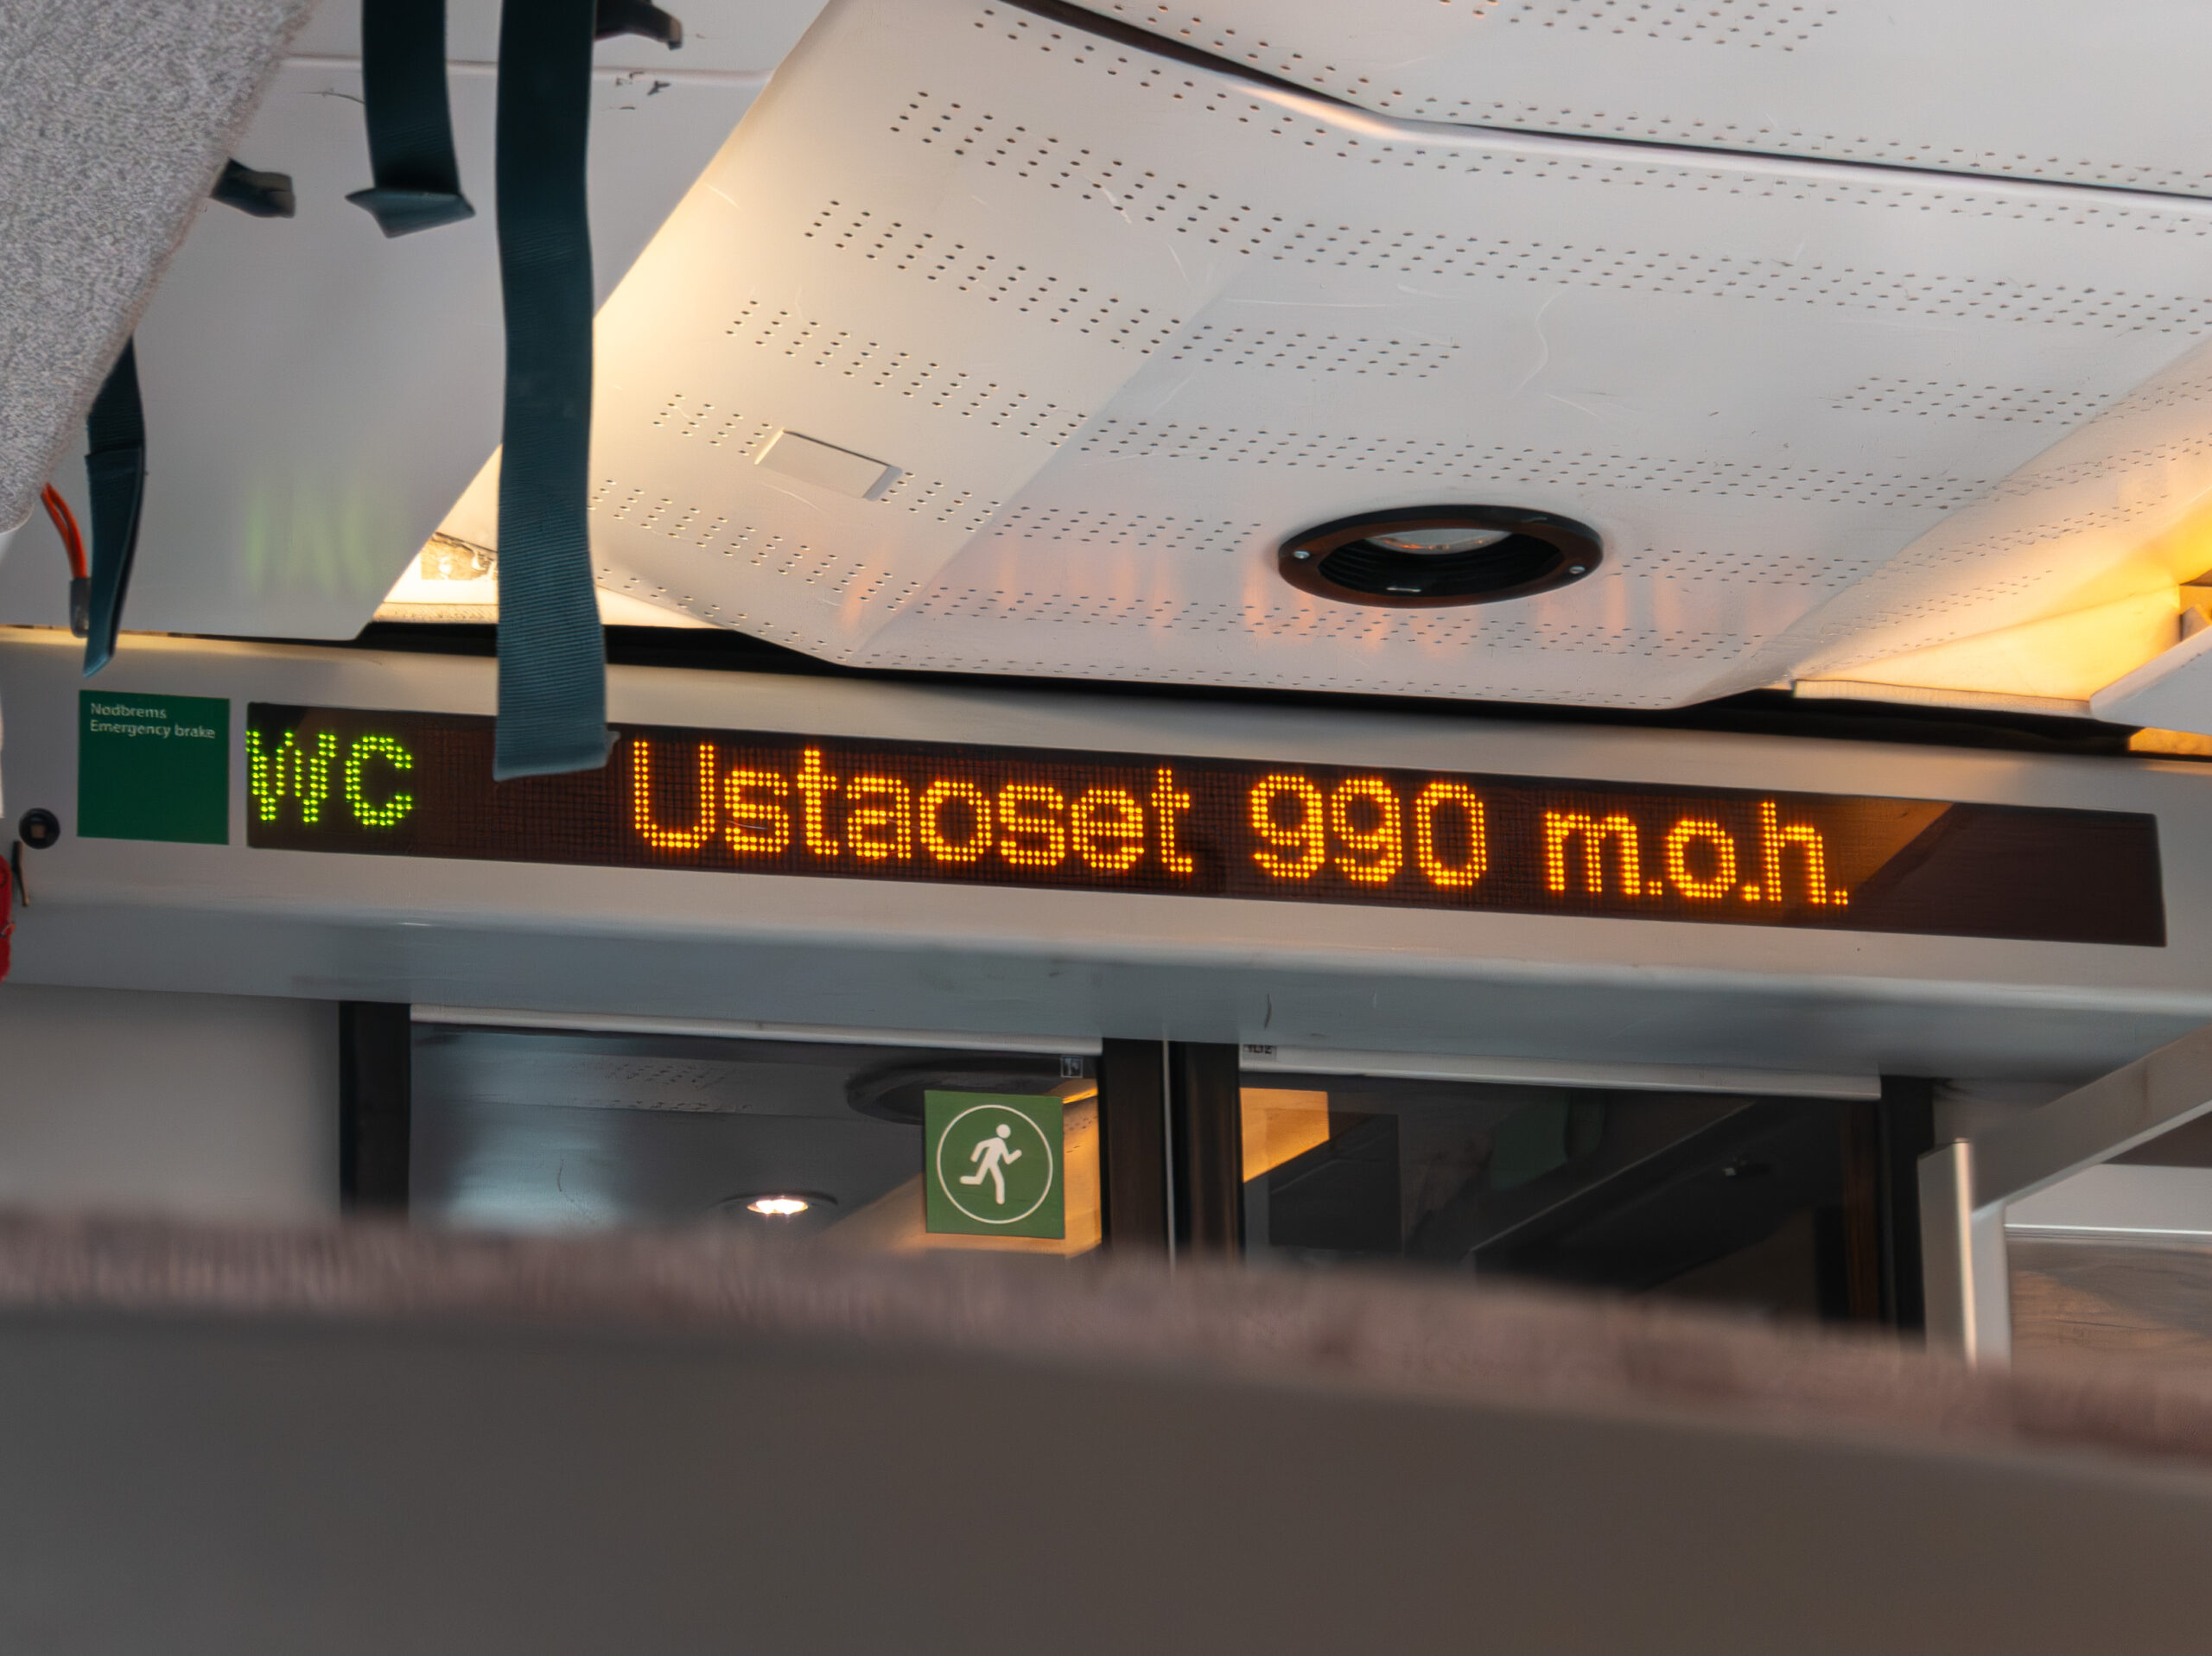 Nødbrems
Emergency brake
WC Ustaoset 990 m.o.h.